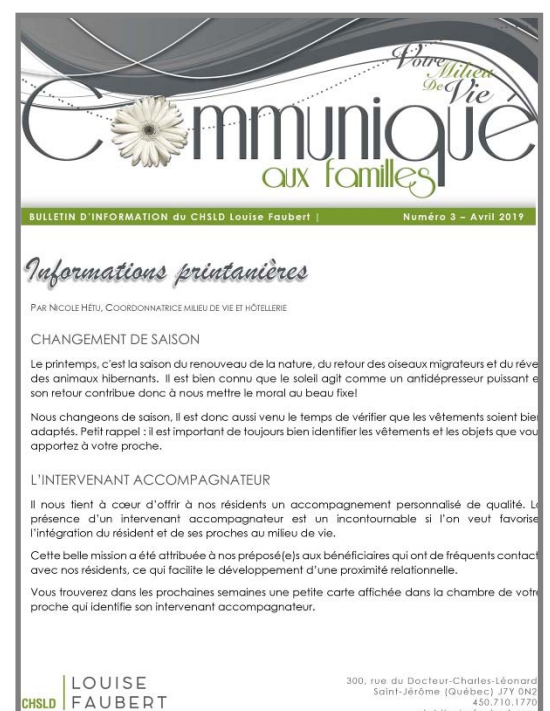 Votre
Milieu
De Vie
Communiqué
aux familles
BULLETIN D'INFORMATION du CHSLD Louise Faubert | Numéro 3 – Avril 2019
Informations printanières
PAR NICOLE HÉTU, COORDONNATRICE MILIEU DE VIE ET HÔTELLERIE
CHANGEMENT DE SAISON
Le printemps, c'est la saison du renouveau de la nature, du retour des oiseaux migrateurs et du réve
des animaux hibernants. Il est bien connu que le soleil agit comme un antidépresseur puissant e
son retour contribue donc à nous mettre le moral au beau fixe!
Nous changeons de saison, Il est donc aussi venu le temps de vérifier que les vêtements soient bie
adaptés. Petit rappel : il est important de toujours bien identifier les vêtements et les objets que vou
apportez à votre proche.
L'INTERVENANT ACCOMPAGNATEUR
Il nous tient à cœur d'offrir à nos résidents un accompagnement personnalisé de qualité. La
présence d'un intervenant accompagnateur est un incontournable si l'on veut favorise
l'intégration du résident et de ses proches au milieu de vie.
Cette belle mission a été attribuée à nos préposé(e)s aux bénéficiaires qui ont de fréquents contact
avec nos résidents, ce qui facilite le développement d'une proximité relationnelle.
Vous trouverez dans les prochaines semaines une petite carte affichée dans la chambre de votre
proche qui identifie son intervenant accompagnateur.
CHSLD LOUISE
FAUBERT
300, rue du Docteur-Charles-Léonard
Saint-Jérôme (Québec) J7Y 0N2
450.710.1770